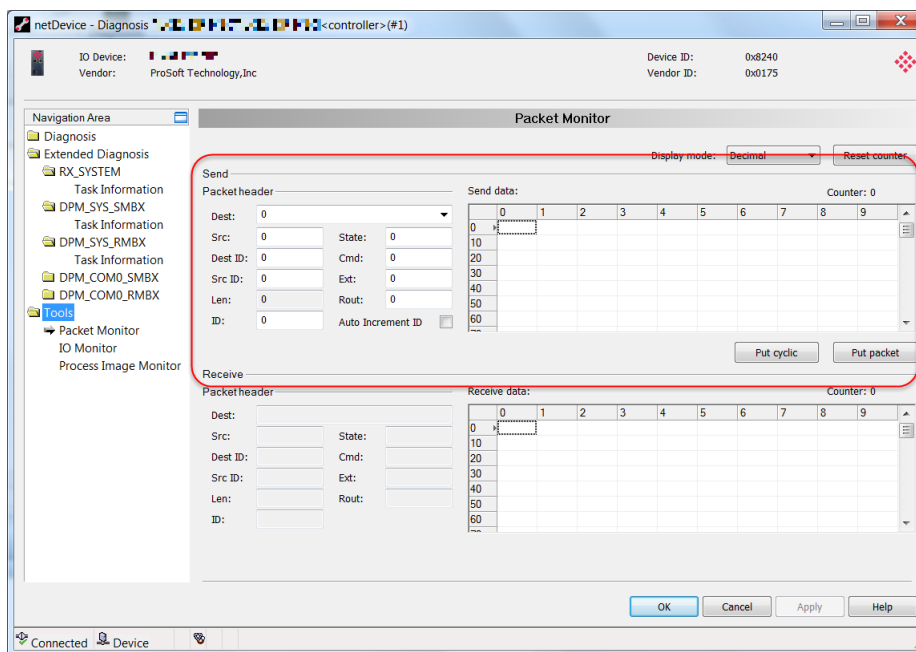 netDevice - Diagnosis <controller>(#1)
IO Device:
Device ID: 0x8240
Vendor: ProSoft Technology,Inc
Vendor ID: 0x0175
Navigation Area
Packet Monitor
Diagnosis
Extended Diagnosis
RX_SYSTEM
Task Information
DPM_SYS_SMBX
Task Information
DPM_SYS_RMBX
Task Information
DPM_COM0_SMBX
DPM_COM0_RMBX
Tools
Packet Monitor
IO Monitor
Process Image Monitor
Display mode: Decimal Reset counter
Send
Packet header
Dest: 0
Src: 0 State: 0
Dest ID: 0 Cmd: 0
Src ID: 0 Ext: 0
Len: 0 Rout: 0
ID: 0 Auto Increment ID
Send data: Counter: 0
0 1 2 3 4 5 6 7 8 9
0
10
20
30
40
50
60
Put cyclic Put packet
Receive
Packet header
Dest:
Src: State:
Dest ID: Cmd:
Src ID: Ext:
Len: Rout:
ID:
Receive data: Counter: 0
0 1 2 3 4 5 6 7 8 9
0
10
20
30
40
50
60
OK Cancel Apply Help
Connected Device